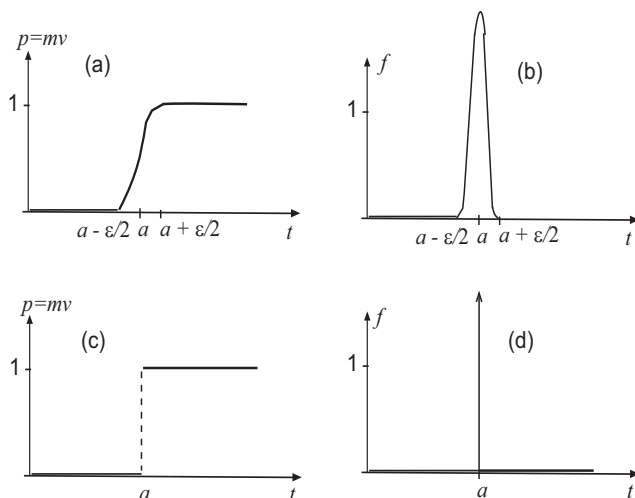 p=mv
(a)
1
a - ε/2 a a + ε/2 t
f
(b)
1
a - ε/2 a a + ε/2 t
p=mv
(c)
1
a t
f
(d)
1
a t